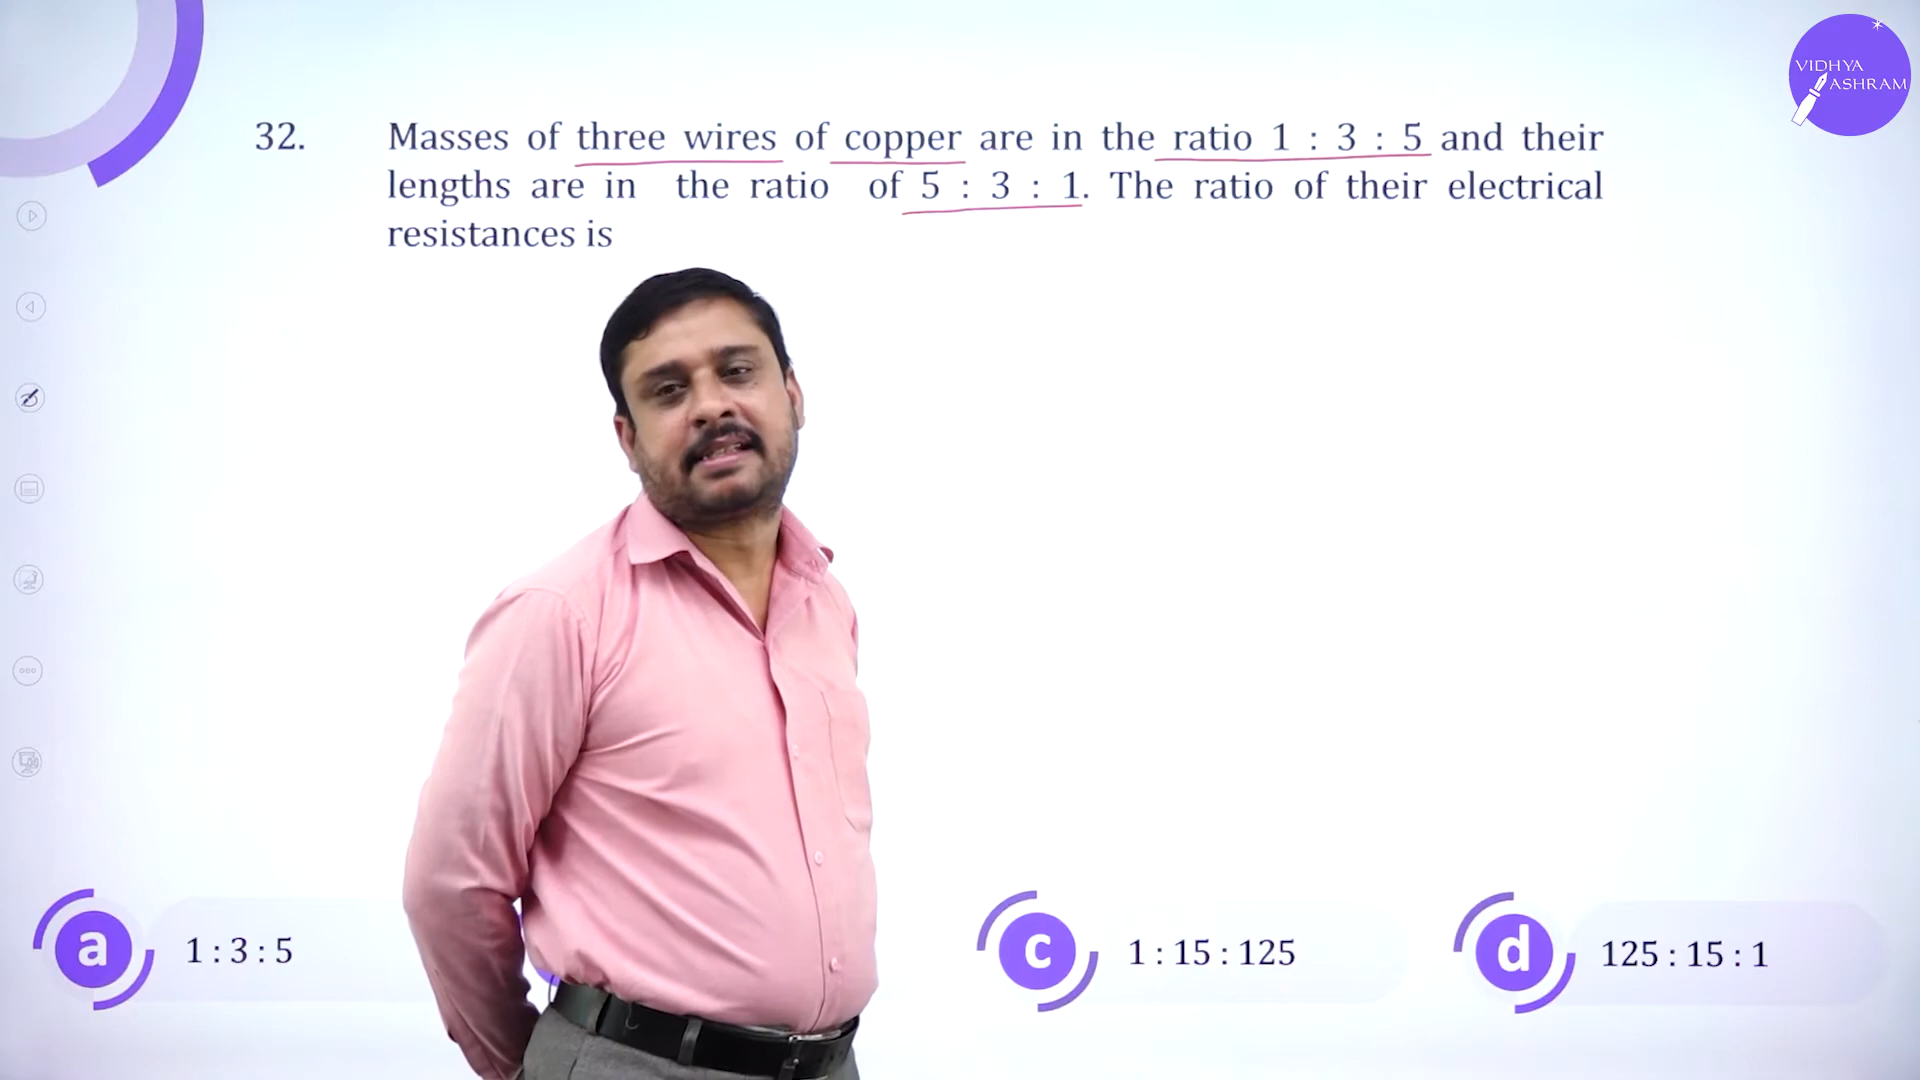 VIDHYA
ASHRAM
32. Masses of three wires of copper are in the ratio 1 : 3 : 5 and their
lengths are in the ratio of 5 : 3 : 1. The ratio of their electrical
resistances is
a 1 : 3 : 5
c 1 : 15 : 125
d 125 : 15 : 1